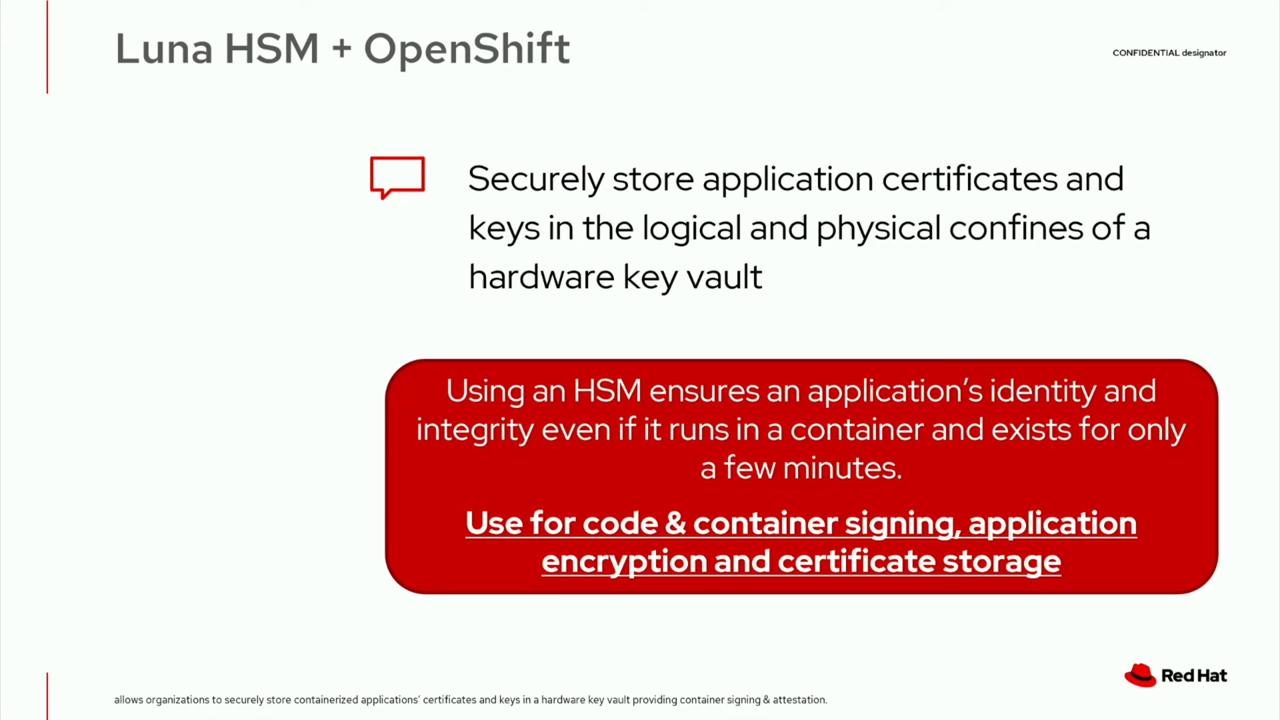 Luna HSM + OpenShift
CONFIDENTIAL designator
Securely store application certificates and
keys in the logical and physical confines of a
hardware key vault
Using an HSM ensures an application's identity and
integrity even if it runs in a container and exists for only
a few minutes.
Use for code & container signing, application
encryption and certificate storage
Red Hat
allows organizations to securely store containerized applications' certificates and keys in a hardware key vault providing container signing & attestation.